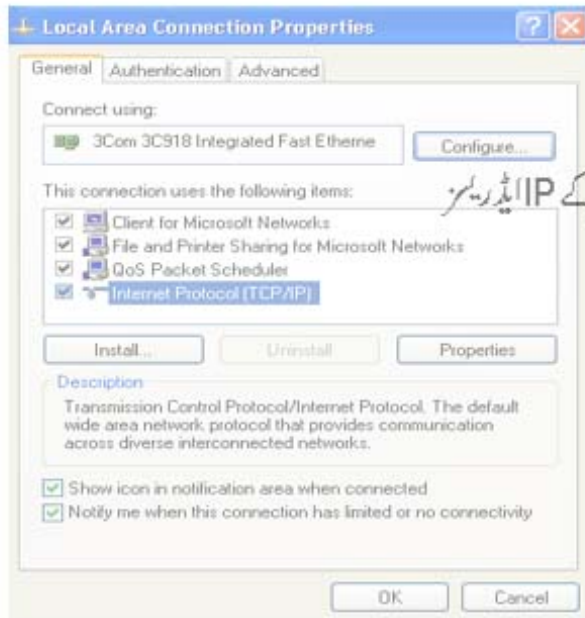 Local Area Connection Properties
General Authentication Advanced
Connect using:
3Com 3C918 Integrated Fast Etherne
Configure...
کے IP ایڈریس
This connection uses the following items:
Client for Microsoft Networks
File and Printer Sharing for Microsoft Networks
QoS Packet Scheduler
Internet Protocol (TCP/IP)
Install... Uninstall Properties
Description
Transmission Control Protocol/Internet Protocol. The default
wide area network protocol that provides communication
across diverse interconnected networks.
Show icon in notification area when connected
Notify me when this connection has limited or no connectivity
OK Cancel